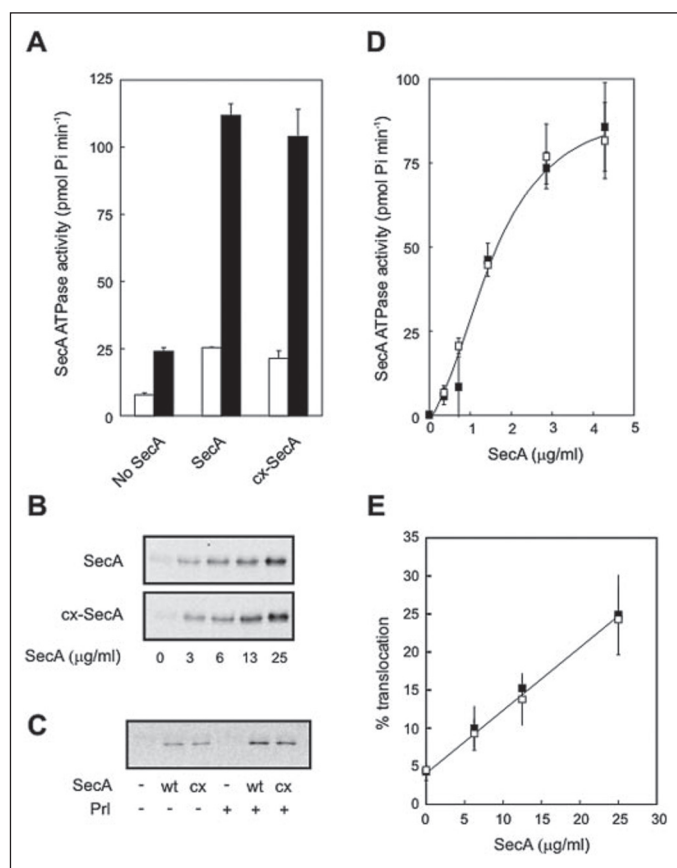 A
SecA ATPase activity (pmol Pi min⁻¹)
125
100
75
50
25
0
No SecA
SecA
cx-SecA
B
SecA
cx-SecA
SecA (μg/ml) 0 3 6 13 25
C
SecA - wt cx - wt cx
Prl - - - + + +
D
SecA ATPase activity (pmol Pi min⁻¹)
100
75
50
25
0
0 1 2 3 4 5
SecA (μg/ml)
E
% translocation
35
30
25
20
15
10
5
0
0 5 10 15 20 25 30
SecA (μg/ml)